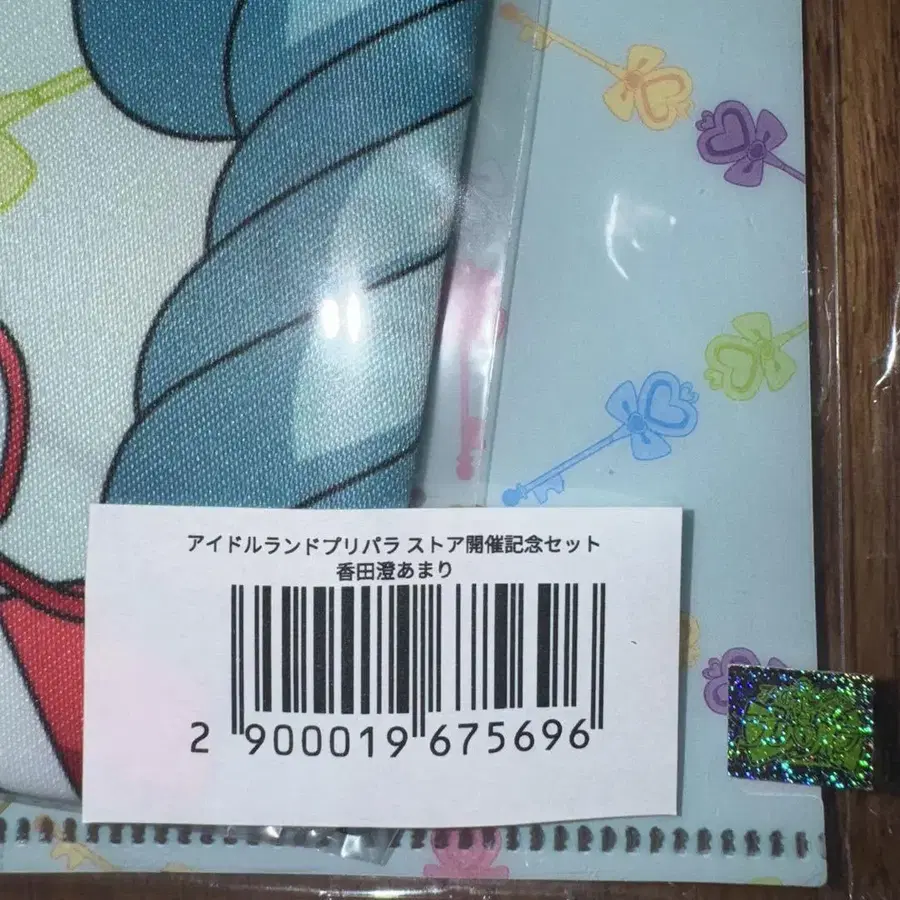 アイドルランドプリパラ ストア開催記念セット
香田澄あまり
2 900019 675696